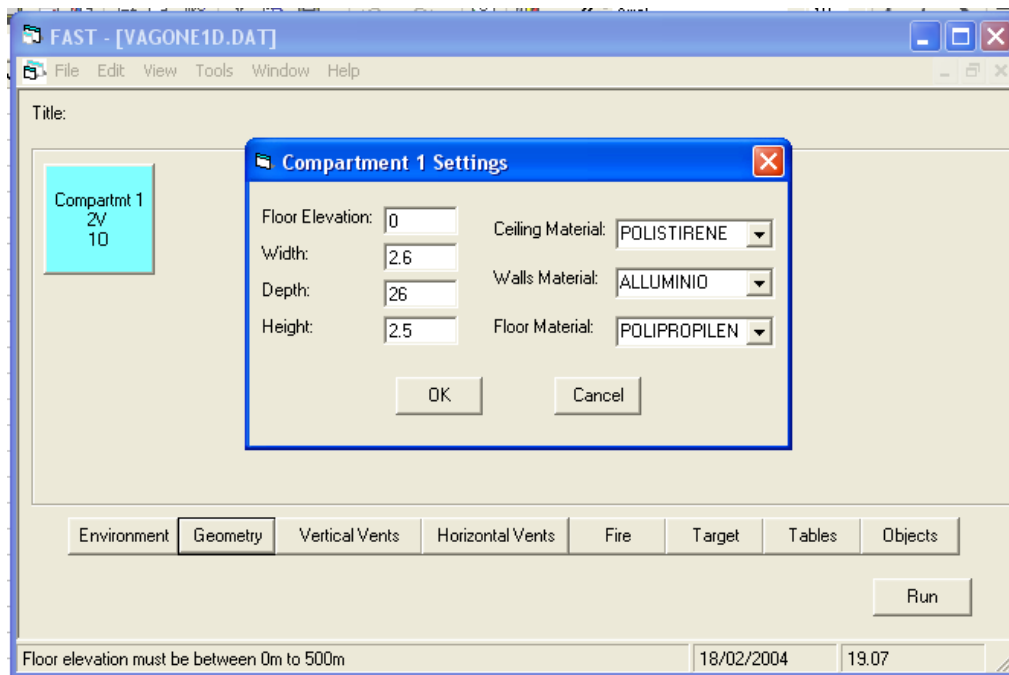 FAST - [VAGONE1D.DAT]
File Edit View Tools Window Help
Title:
Compartmt 1
2V
1O
Compartment 1 Settings
Floor Elevation: 0
Width: 2.6
Depth: 26
Height: 2.5
Ceiling Material: POLISTIRENE
Walls Material: ALLUMINIO
Floor Material: POLIPROPILEN
OK Cancel
Environment Geometry Vertical Vents Horizontal Vents Fire Target Tables Objects
Run
Floor elevation must be between 0m to 500m 18/02/2004 19.07